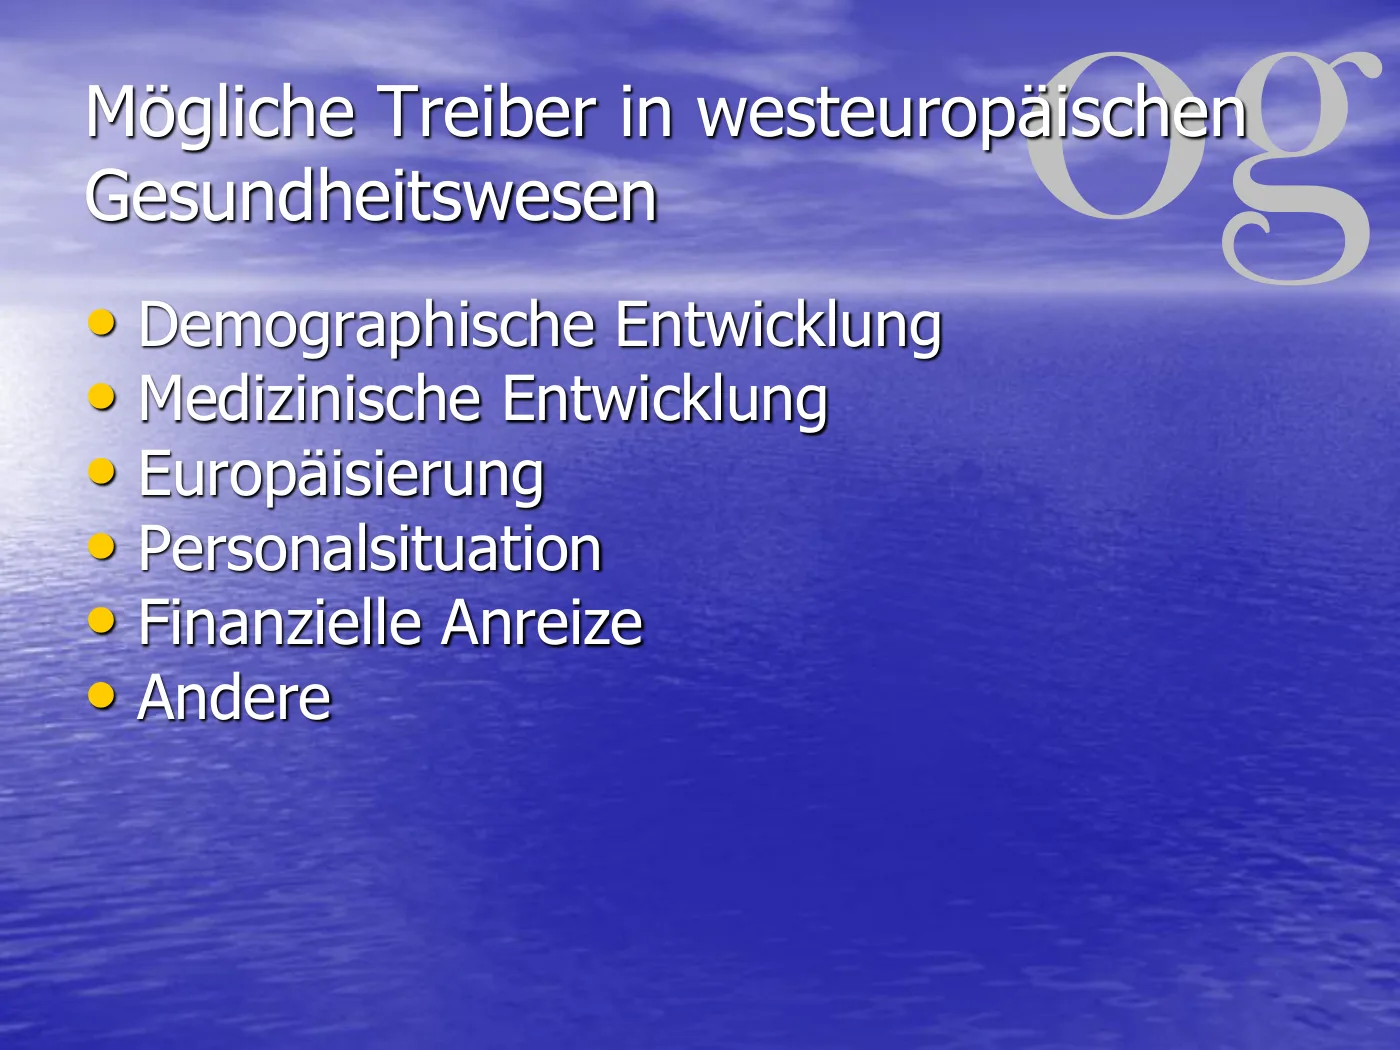 og
Mögliche Treiber in westeuropäischen
Gesundheitswesen
• Demographische Entwicklung
• Medizinische Entwicklung
• Europäisierung
• Personalsituation
• Finanzielle Anreize
• Andere